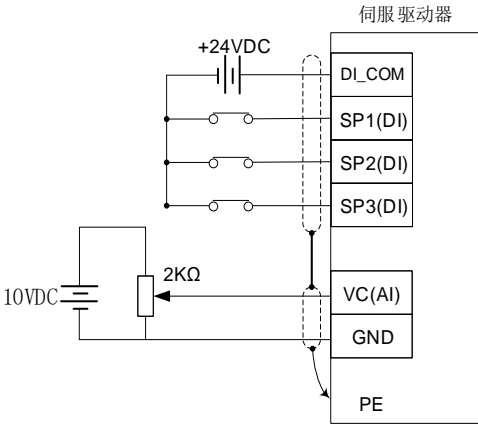 伺服驱动器
+24VDC
DI_COM
SP1(DI)
SP2(DI)
SP3(DI)
2KΩ
10VDC
VC(AI)
GND
PE